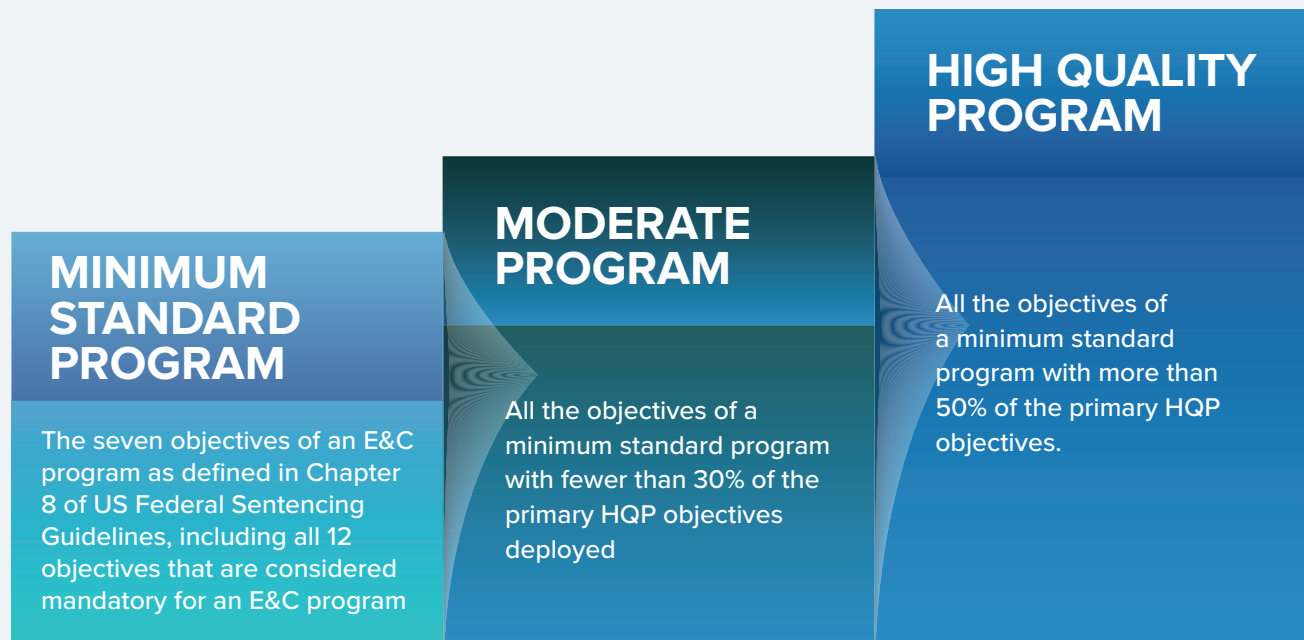 MINIMUM
STANDARD
PROGRAM
The seven objectives of an E&C
program as defined in Chapter
8 of US Federal Sentencing
Guidelines, including all 12
objectives that are considered
mandatory for an E&C program
MODERATE
PROGRAM
All the objectives of a
minimum standard program
with fewer than 30% of the
primary HQP objectives
deployed
HIGH QUALITY
PROGRAM
All the objectives of
a minimum standard
program with more than
50% of the primary HQP
objectives.